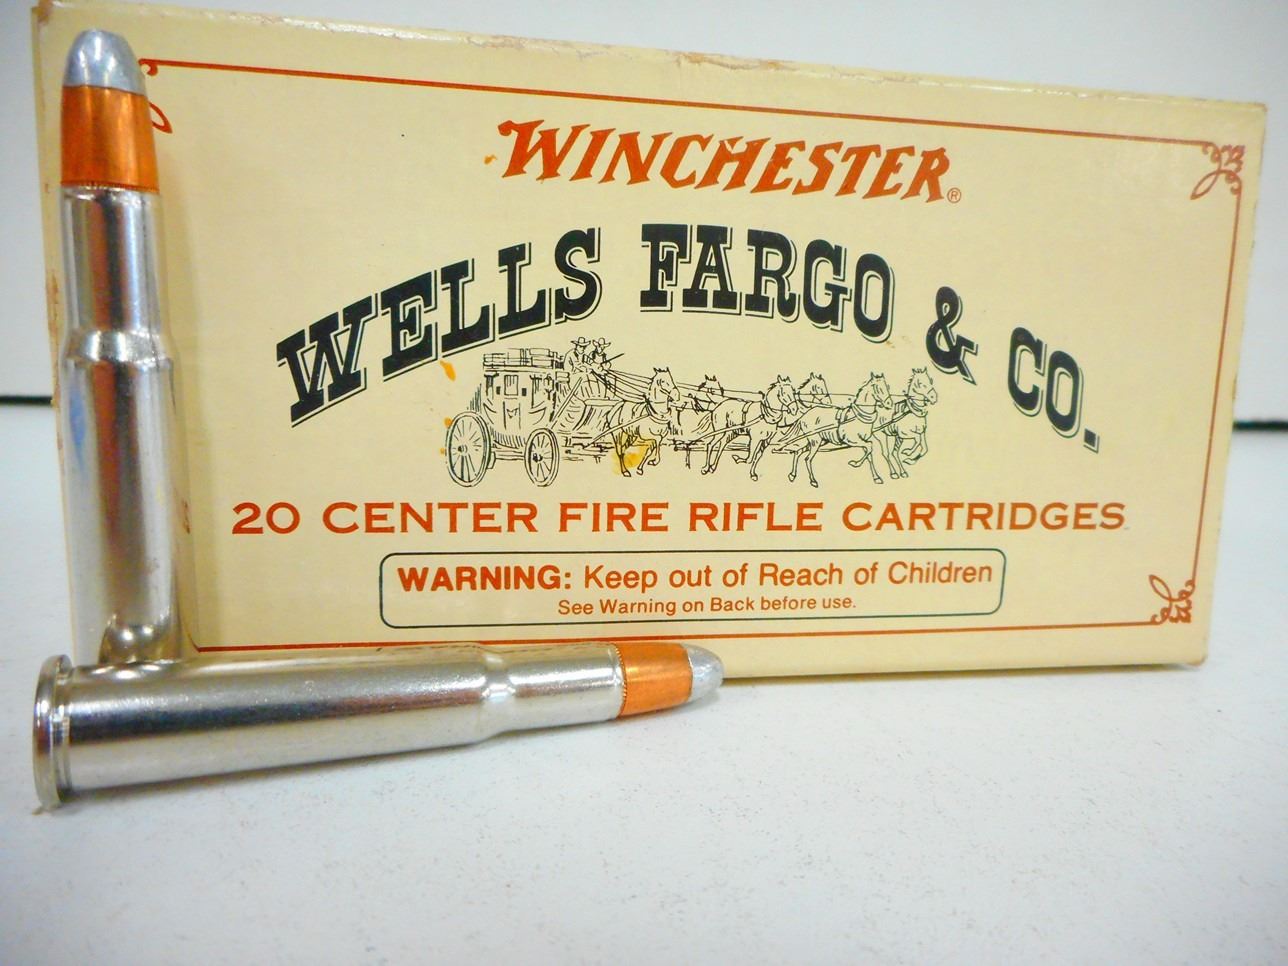 WINCHESTER®
WELLS FARGO & CO.
20 CENTER FIRE RIFLE CARTRIDGES
WARNING: Keep out of Reach of Children
See Warning on Back before use.